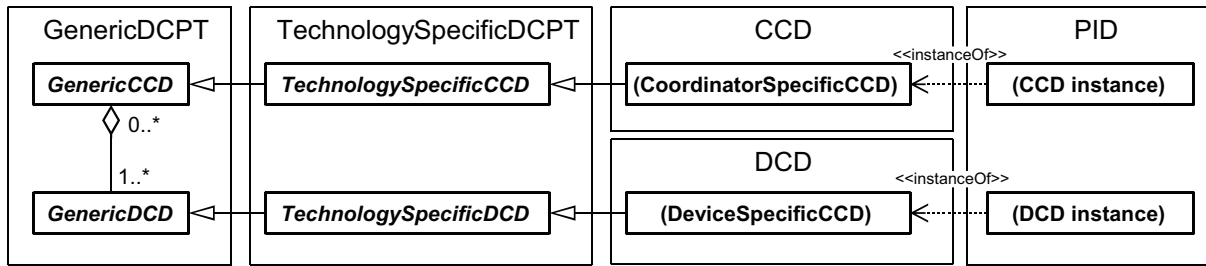 GenericDCPT
GenericCCD
0..*
1..*
GenericDCD
TechnologySpecificDCPT
TechnologySpecificCCD
TechnologySpecificDCD
CCD
(CoordinatorSpecificCCD)
<<instanceOf>>
DCD
(DeviceSpecificCCD)
<<instanceOf>>
PID
(CCD instance)
(DCD instance)